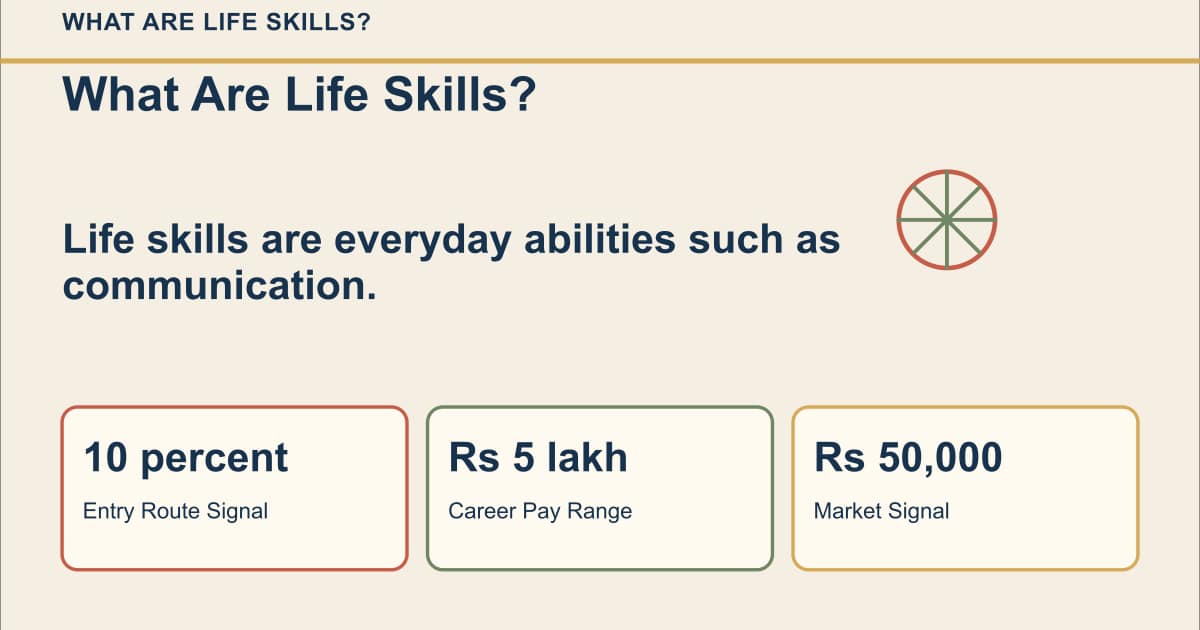 WHAT ARE LIFE SKILLS?
What Are Life Skills?
Life skills are everyday abilities such as
communication.
10 percent
Entry Route Signal
Rs 5 lakh
Career Pay Range
Rs 50,000
Market Signal